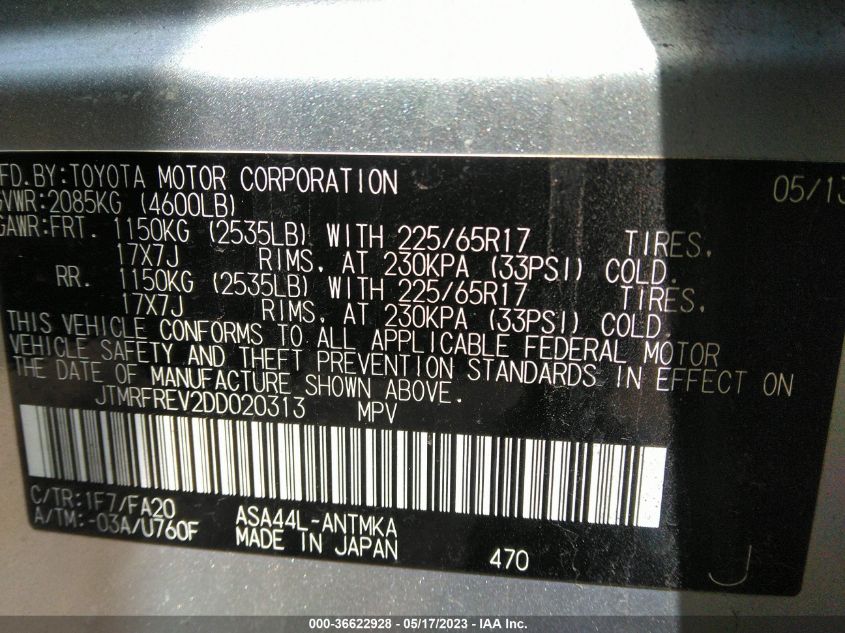 MFD.BY:TOYOTA MOTOR CORPORATION 05/13
GVWR:2085KG (4600LB)
GAWR:FRT. 1150KG (2535LB) WITH 225/65R17 TIRES,
17X7J RIMS, AT 230KPA (33PSI) COLD.
RR. 1150KG (2535LB) WITH 225/65R17 TIRES,
17X7J RIMS, AT 230KPA (33PSI) COLD.
THIS VEHICLE CONFORMS TO ALL APPLICABLE FEDERAL MOTOR
VEHICLE SAFETY AND THEFT PREVENTION STANDARDS IN EFFECT ON
THE DATE OF MANUFACTURE SHOWN ABOVE.
JTMRFREV2DD020313 MPV
C/TR:1F7/FA20 ASA44L-ANTMKA
A/TM:-03A/U760F MADE IN JAPAN
470 J
000-36622928 - 05/17/2023 - IAA Inc.